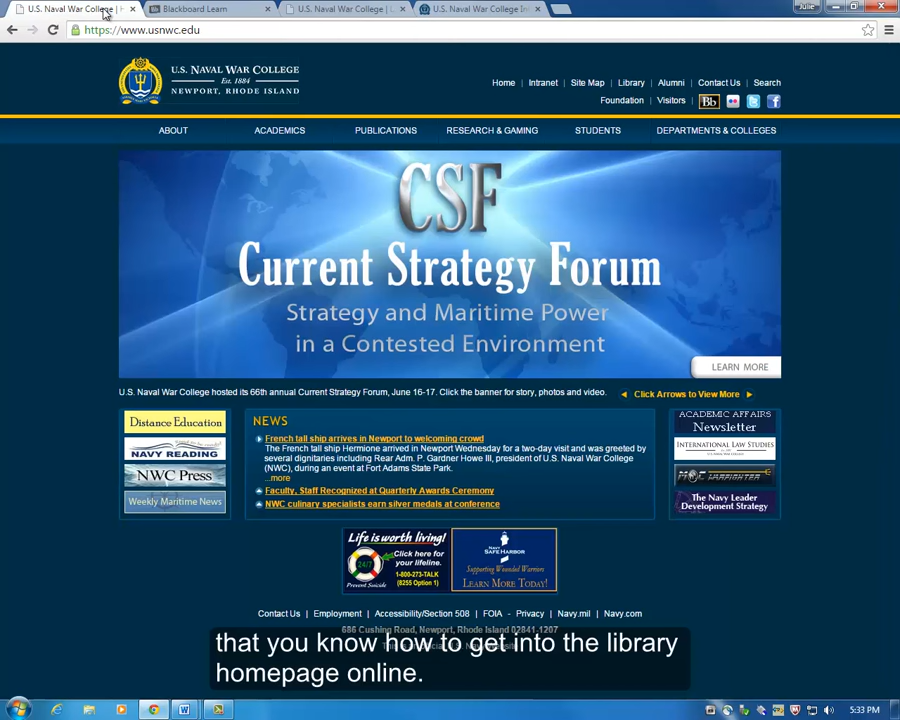 U.S. Naval War College | H
Blackboard Learn
U.S. Naval War College | L
U.S. Naval War College Int
Julie
https://www.usnwc.edu
U.S. NAVAL WAR COLLEGE
Est. 1884
NEWPORT, RHODE ISLAND
Home | Intranet | Site Map | Library | Alumni | Contact Us | Search
Foundation | Visitors | Bb
ABOUT ACADEMICS PUBLICATIONS RESEARCH & GAMING STUDENTS DEPARTMENTS & COLLEGES
CSF
Current Strategy Forum
Strategy and Maritime Power
in a Contested Environment
LEARN MORE
U.S. Naval War College hosted its 66th annual Current Strategy Forum, June 16-17. Click the banner for story, photos and video.
Click Arrows to View More
Distance Education
NAVY READING
NWC Press
Weekly Maritime News
NEWS
French tall ship arrives in Newport to welcoming crowd
The French tall ship Hermione arrived in Newport Wednesday for a two-day visit and was greeted by
several dignitaries including Rear Adm. P. Gardner Howe III, president of U.S. Naval War College
(NWC), during an event at Fort Adams State Park.
...more
Faculty, Staff Recognized at Quarterly Awards Ceremony
NWC culinary specialists earn silver medals at conference
ACADEMIC AFFAIRS
Newsletter
INTERNATIONAL LAW STUDIES
WARFIGHTER
The Navy Leader
Development Strategy
Life is worth living!
24/7
Click here for
your lifeline.
1-800-273-TALK
(8255 Option 1)
Prevent Suicide
NAVY
SAFE HARBOR
Supporting Wounded Warriors
LEARN MORE TODAY!
Contact Us | Employment | Accessibility/Section 508 | FOIA - Privacy | Navy.mil | Navy.com
686 Cushing Road, Newport, Rhode Island 02841-1207
that you know how to get into the library
homepage online.
5:33 PM